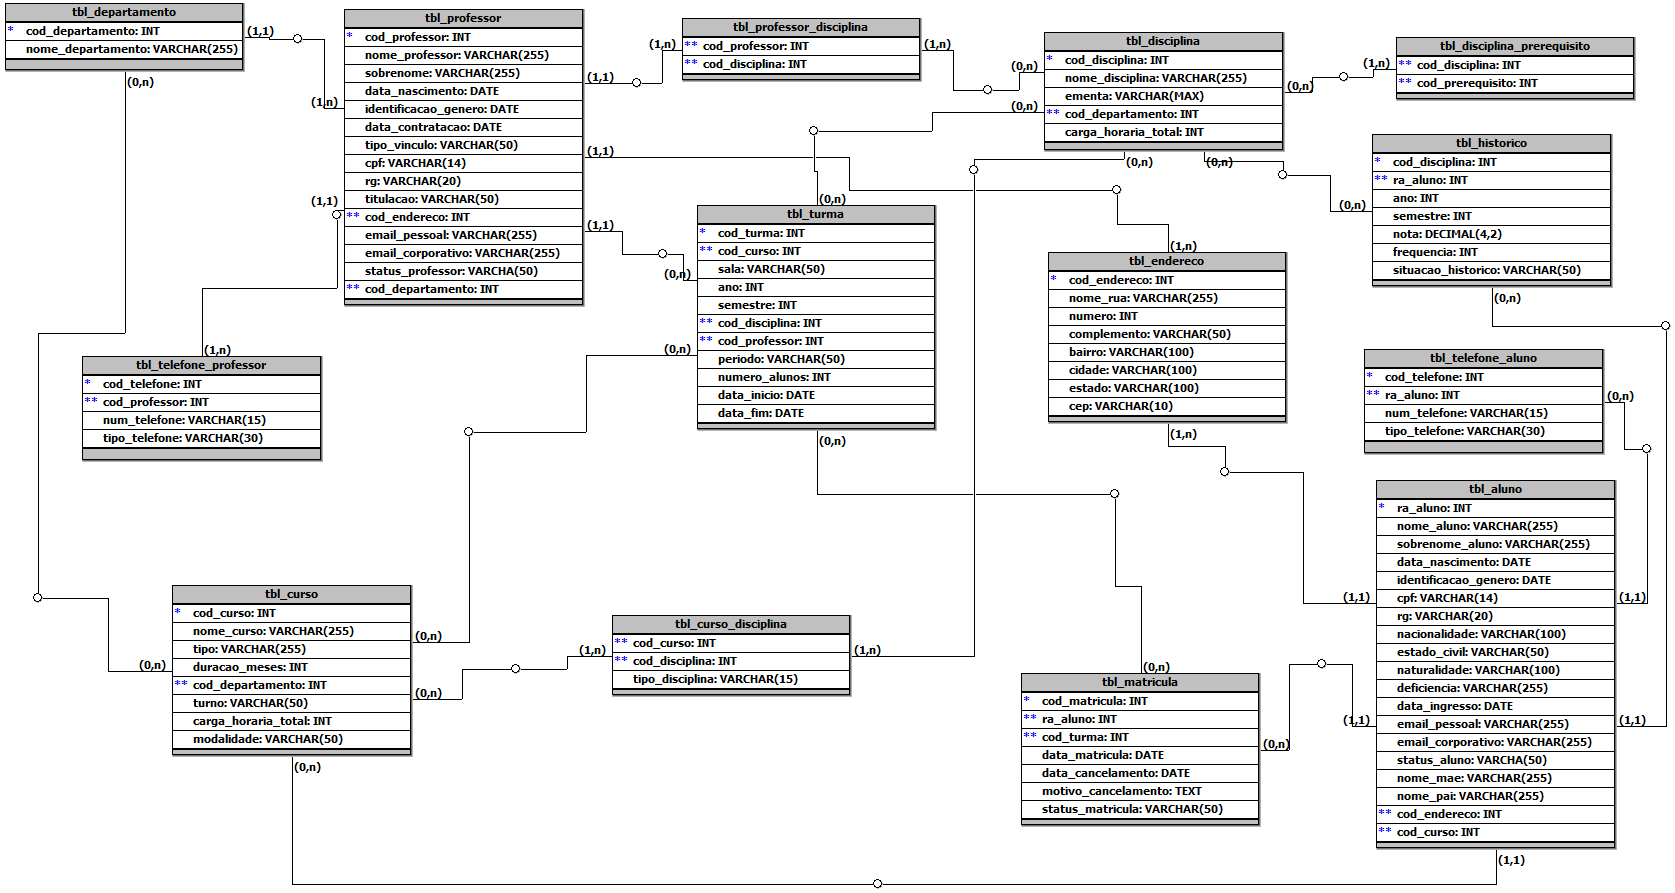 tbl_departamento
* cod_departamento: INT
nome_departamento: VARCHAR(255)
(1,1)
(0,n)
(1,n)
tbl_professor
* cod_professor: INT
nome_professor: VARCHAR(255)
sobrenome: VARCHAR(255)
data_nascimento: DATE
identificacao_genero: DATE
data_contratacao: DATE
tipo_vinculo: VARCHAR(50)
cpf: VARCHAR(14)
rg: VARCHAR(20)
titulacao: VARCHAR(50)
** cod_endereco: INT
email_pessoal: VARCHAR(255)
email_corporativo: VARCHAR(255)
status_professor: VARCHA(50)
** cod_departamento: INT
(1,1)
(1,1)
(1,1)
(1,1)
(1,n)
tbl_professor_disciplina
** cod_professor: INT
** cod_disciplina: INT
(1,n)
(0,n)
(0,n)
tbl_disciplina
* cod_disciplina: INT
nome_disciplina: VARCHAR(255)
ementa: VARCHAR(MAX)
** cod_departamento: INT
carga_horaria_total: INT
(0,n)
(0,n)
(0,n)
(1,n)
tbl_disciplina_prerequisito
** cod_disciplina: INT
** cod_prerequisito: INT
tbl_historico
* cod_disciplina: INT
** ra_aluno: INT
ano: INT
semestre: INT
nota: DECIMAL(4,2)
frequencia: INT
situacao_historico: VARCHAR(50)
(0,n)
(0,n)
(0,n)
tbl_turma
* cod_turma: INT
** cod_curso: INT
sala: VARCHAR(50)
ano: INT
semestre: INT
** cod_disciplina: INT
** cod_professor: INT
periodo: VARCHAR(50)
numero_alunos: INT
data_inicio: DATE
data_fim: DATE
(0,n)
(0,n)
(0,n)
(1,n)
tbl_endereco
* cod_endereco: INT
nome_rua: VARCHAR(255)
numero: INT
complemento: VARCHAR(50)
bairro: VARCHAR(100)
cidade: VARCHAR(100)
estado: VARCHAR(100)
cep: VARCHAR(10)
(1,n)
(1,n)
tbl_telefone_professor
* cod_telefone: INT
** cod_professor: INT
num_telefone: VARCHAR(15)
tipo_telefone: VARCHAR(30)
tbl_telefone_aluno
* cod_telefone: INT
** ra_aluno: INT
num_telefone: VARCHAR(15)
tipo_telefone: VARCHAR(30)
(0,n)
tbl_aluno
* ra_aluno: INT
nome_aluno: VARCHAR(255)
sobrenome_aluno: VARCHAR(255)
data_nascimento: DATE
identificacao_genero: DATE
cpf: VARCHAR(14)
rg: VARCHAR(20)
nacionalidade: VARCHAR(100)
estado_civil: VARCHAR(50)
naturalidade: VARCHAR(100)
deficiencia: VARCHAR(255)
data_ingresso: DATE
email_pessoal: VARCHAR(255)
email_corporativo: VARCHAR(255)
status_aluno: VARCHA(50)
nome_mae: VARCHAR(255)
nome_pai: VARCHAR(255)
** cod_endereco: INT
** cod_curso: INT
(1,1)
(1,1)
(1,1)
(1,1)
(1,1)
tbl_curso
* cod_curso: INT
nome_curso: VARCHAR(255)
tipo: VARCHAR(255)
duracao_meses: INT
** cod_departamento: INT
turno: VARCHAR(50)
carga_horaria_total: INT
modalidade: VARCHAR(50)
(0,n)
(0,n)
(0,n)
(0,n)
(1,n)
tbl_curso_disciplina
** cod_curso: INT
** cod_disciplina: INT
tipo_disciplina: VARCHAR(15)
(1,n)
(0,n)
tbl_matricula
* cod_matricula: INT
** ra_aluno: INT
** cod_turma: INT
data_matricula: DATE
data_cancelamento: DATE
motivo_cancelamento: TEXT
status_matricula: VARCHAR(50)
(0,n)